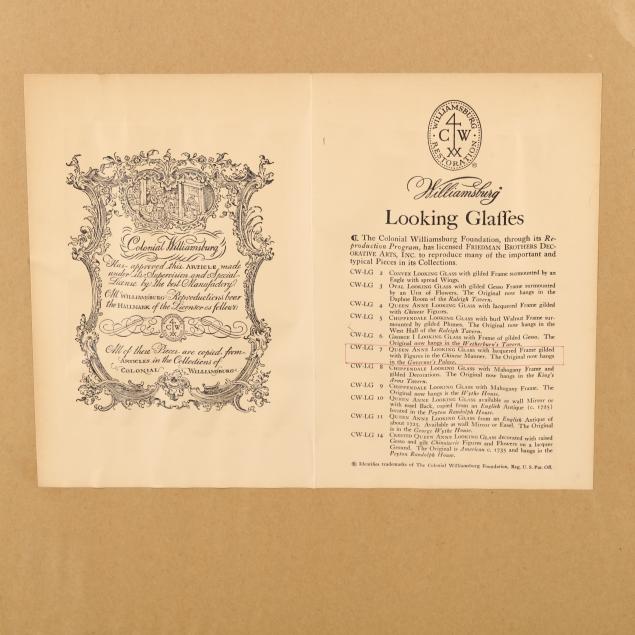 Colonial Williamsburg
Has approved this ARTICLE, made
under its Supervision and Special
License by the best Manufactory.
All WILLIAMSBURG Reproductions bear
the HALLMARK of the Licensor as follows:
CW
All of these Pieces are copied from
ARTICLES in the Collections of
COLONIAL WILLIAMSBURG
WILLIAMSBURG
4
C W
XX
RESTORATION
®
Williamsburg
Looking Glaſſes
¶. The Colonial Williamsburg Foundation, through its Re-
production Program, has licensed FRIEDMAN BROTHERS DEC-
ORATIVE ARTS, INC. to reproduce many of the important and
typical Pieces in its Collections.
CW-LG 2 CONVEX LOOKING GLASS with gilded Frame surmounted by an
Eagle with spread Wings.
CW-LG 3 OVAL LOOKING GLASS with gilded Gesso Frame surmounted
by an Urn of Flowers. The Original now hangs in the
Daphne Room of the Raleigh Tavern.
CW-LG 4 QUEEN ANNE LOOKING GLASS with lacquered Frame gilded
with Chinese Figures.
CW-LG 5 CHIPPENDALE LOOKING GLASS with burl Walnut Frame sur-
mounted by gilded Plumes. The Original now hangs in the
West Hall of the Raleigh Tavern.
CW-LG 6 GEORGE I LOOKING GLASS with Frame of gilded Gesso. The
Original now hangs in the Wetherburn's Tavern.
CW-LG 7 QUEEN ANNE LOOKING GLASS with lacquered Frame gilded
with Figures in the Chinese Manner. The Original now hangs
in the Governor's Palace.
CW-LG 8 CHIPPENDALE LOOKING GLASS with Mahogany Frame and
gilded Decorations. The Original now hangs in the King's
Arms Tavern.
CW-LG 9 CHIPPENDALE LOOKING GLASS with Mahogany Frame. The
Original now hangs in the Wythe House.
CW-LG 10 QUEEN ANNE LOOKING GLASS available as wall Mirror or
with easel Back, copied from an English Antique (c. 1725)
located in the Peyton Randolph House.
CW-LG 11 QUEEN ANNE LOOKING GLASS from an English Antique of
about 1725. Available as wall Mirror or Easel. The Original
is in the George Wythe House.
CW-LG 14 CRESTED QUEEN ANNE LOOKING GLASS decorated with raised
Gesso and gilt Chinoiserie Figures and Flowers on a lacquer
Ground. The Original is American c. 1735 and hangs in the
Peyton Randolph House.
® Identifies trademarks of The Colonial Williamsburg Foundation, Reg. U. S. Pat. Off.